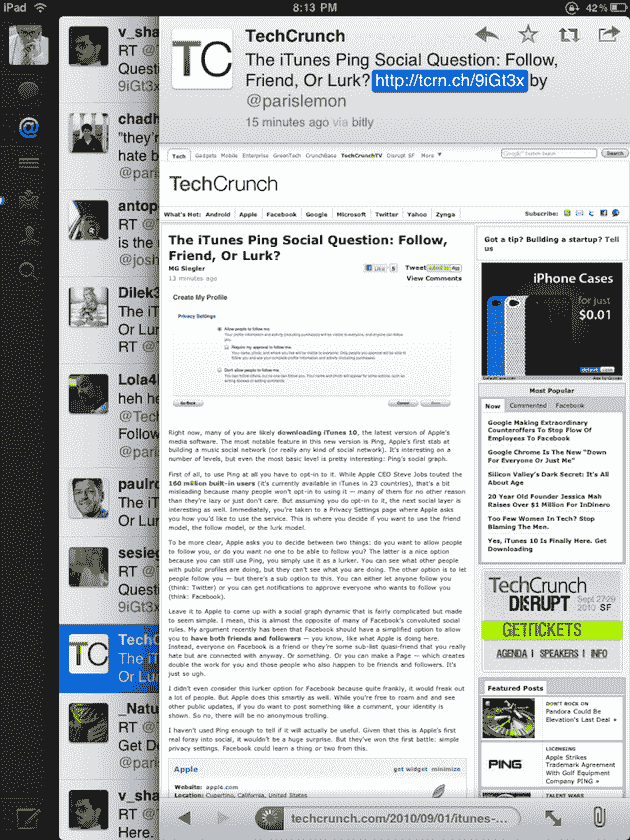 iPad
8:13 PM
42%
v_sha
RT @
Quest
9iGt3x
chadh
"they'r
hate b
@paris
antop
RT @
is the
@josh
Dilek3
The iT
Or Lu
RT @
Lola4
heh he
@Tec
Follow
@paris
paulro
The iT
Or Lu
sesieg
RT @
Quest
9iGt3x
Tech
The iT
Or Lu
_Natu
RT @
Get De
@paris
v_sha
RT @
Here.
TC
TechCrunch
The iTunes Ping Social Question: Follow,
Friend, Or Lurk? http://tcrn.ch/9iGt3x by
@parislemon
15 minutes ago via bitly
Tech Gadgets Mobile Enterprise GreenTech CrunchBase TechCrunchTV Disrupt SF More
Search
TechCrunch
What's Hot: Android Apple Facebook Google Microsoft Twitter Yahoo Zynga
Subscribe:
The iTunes Ping Social Question: Follow,
Friend, Or Lurk?
MG Siegler
13 minutes ago
Like 5
Tweet
View Comments
Create My Profile
Privacy Settings
Allow people to follow me.
Require my approval to follow me.
Don't allow people to follow me.
Go Back
Cancel
Right now, many of you are likely downloading iTunes 10, the latest version of Apple's
media software. The most notable feature in this new version is Ping, Apple's first stab at
building a music social network (or really any kind of social network). It's interesting on a
number of levels, but even the most basic level is pretty interesting: Ping's social graph.
First of all, to use Ping at all you have to opt-in to it. While Apple CEO Steve Jobs touted the
160 million built-in users (it's currently available in iTunes in 23 countries), that's a bit
misleading because many people won't opt-in to using it — many of them for no other reason
than they're lazy or just don't care. But assuming you do opt-in to it, the next social layer is
interesting as well. Immediately, you're taken to a Privacy Settings page where Apple asks
you how you'd like to use the service. This is where you decide if you want to use the friend
model, the follow model, or the lurk model.
To be more clear, Apple asks you to decide between two things: do you want to allow people
to follow you, or do you want no one to be able to follow you? The latter is a nice option
because you can still use Ping, you simply use it as a lurker. You can see what other people
with public profiles are doing, but they can't see what you are doing. The other option is to let
people follow you — but there's a sub option to this. You can either let anyone follow you
(think: Twitter) or you can get notifications to approve everyone who wants to follow you
(think: Facebook).
Leave it to Apple to come up with a social graph dynamic that is fairly complicated but made
to seem simple. I mean, this is almost the opposite of many of Facebook's convoluted social
rules. My argument recently has been that Facebook should have a simplified option to allow
you to have both friends and followers — you know, like what Apple is doing here.
Instead, everyone on Facebook is a friend or they're some sub-list quasi-friend that you really
hate but are connected with anyway. Or something. Or you can make a Page — which creates
double the work for you and those people who also happen to be friends and followers. It's
just so ugh.
I didn't even consider this lurker option for Facebook because quite frankly, it would freak out
a lot of people. But Apple does this smartly as well. While you're free to roam and and see
other public updates, if you do want to post something like a comment, your identity is
shown. So no, there will be no anonymous trolling.
I haven't used Ping enough to tell if it will actually be useful. Given that this is Apple's first
real foray into social, it wouldn't be a huge surprise. But they've won the first battle: simple
privacy settings. Facebook could learn a thing or two from this.
Apple
get widget minimize
Website: apple.com
Location: Cupertino, California, United States
Got a tip? Building a startup? Tell
us
iPhone Cases
for just
$0.01
Most Popular
Now Commented Facebook
Google Making Extraordinary
Counteroffers To Stop Flow Of
Employees To Facebook
Google Chrome Is The New "Down
For Everyone Or Just Me"
Silicon Valley's Dark Secret: It's All
About Age
20 Year Old Founder Jessica Mah
Raises Over $1 Million For InDinero
Too Few Women In Tech? Stop
Blaming The Men.
Yes, iTunes 10 Is Finally Here. Get
Downloading
TechCrunch
DISRUPT Sept 27-29
2010 SF
GET TICKETS
AGENDA | SPEAKERS | INFO
Featured Posts
DON'T ROCK ON
Pandora Could Be
Elevation's Last Deal »
PING
LICENSING
Apple Strikes
Trademark Agreement
With Golf Equipment
Company PING »
TALENT WARS
techcrunch.com/2010/09/01/itunes-...